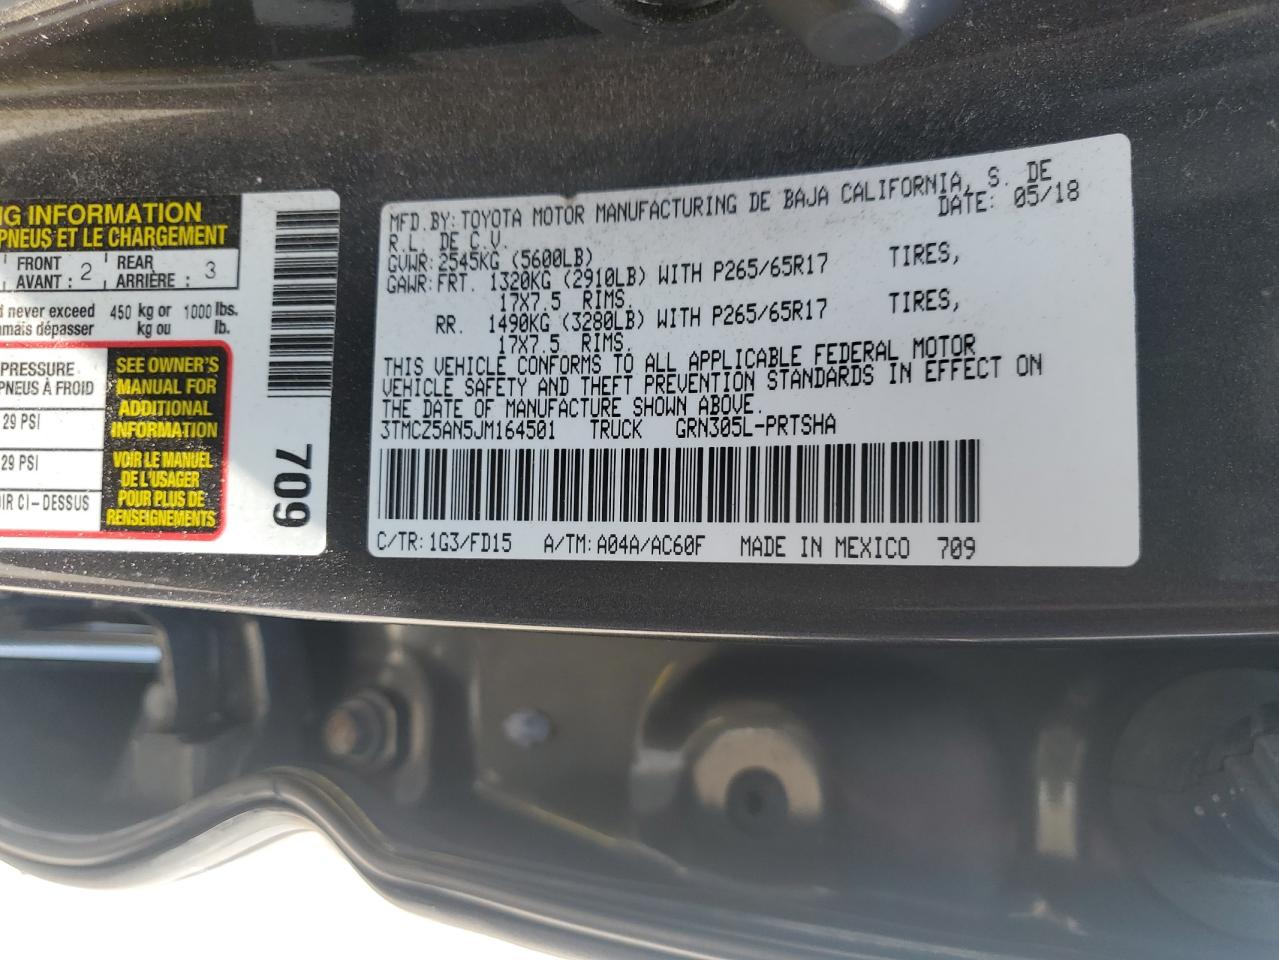 NG INFORMATION
PNEUS ET LE CHARGEMENT
FRONT 2 REAR 3
AVANT: ARRIÈRE :
never exceed 450 kg or 1000 lbs.
dépasser kg ou lb.
PRESSURE
PNEUS À FROID
29 PSI
29 PSI
CI-DESSUS
SEE OWNER'S
MANUAL FOR
ADDITIONAL
INFORMATION
VOIR LE MANUEL
DE L'USAGER
POUR PLUS DE
RENSEIGNEMENTS
709
MFD. BY: TOYOTA MOTOR MANUFACTURING DE BAJA CALIFORNIA, S. DE
R.L. DE C.V. DATE: 05/18
GVWR: 2545KG (5600LB)
GAWR: FRT. 1320KG (2910LB) WITH P265/65R17 TIRES,
17X7.5 RIMS.
RR. 1490KG (3280LB) WITH P265/65R17 TIRES,
17X7.5 RIMS.
THIS VEHICLE CONFORMS TO ALL APPLICABLE FEDERAL MOTOR
VEHICLE SAFETY AND THEFT PREVENTION STANDARDS IN EFFECT ON
THE DATE OF MANUFACTURE SHOWN ABOVE.
3TMCZ5AN5JM164501 TRUCK GRN305L-PRTSHA
C/TR: 1G3/FD15 A/TM: A04A/AC60F MADE IN MEXICO 709